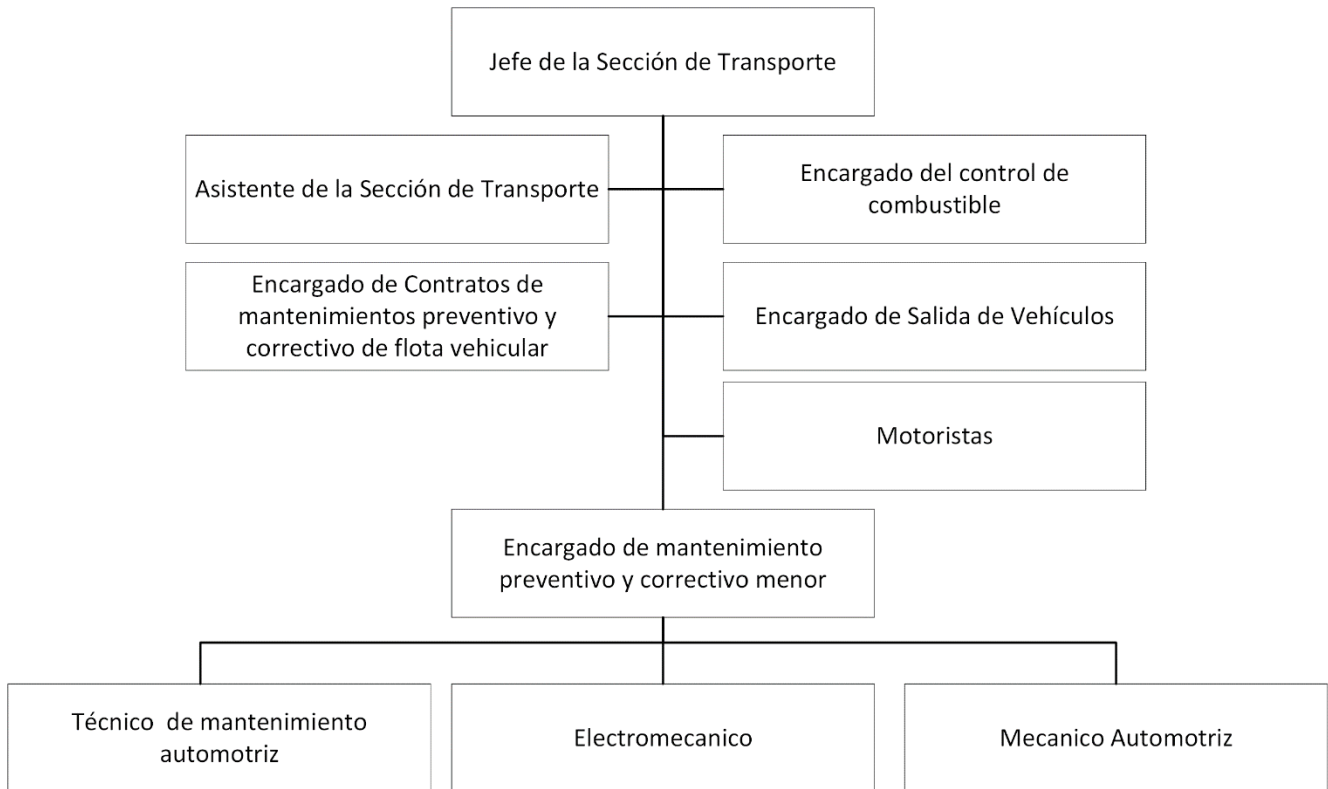 Jefe de la Sección de Transporte
Asistente de la Sección de Transporte
Encargado del control de
combustible
Encargado de Contratos de
mantenimientos preventivo y
correctivo de flota vehicular
Encargado de Salida de Vehículos
Motoristas
Encargado de mantenimiento
preventivo y correctivo menor
Técnico  de mantenimiento
automotriz
Electromecanico
Mecanico Automotriz